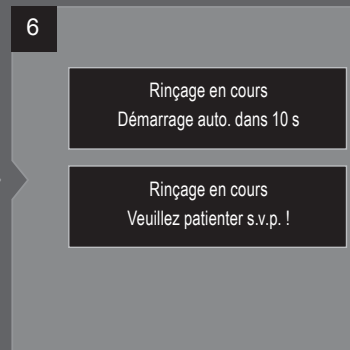 6
Rinçage en cours
Démarrage auto. dans 10 s
Rinçage en cours
Veuillez patienter s.v.p. !